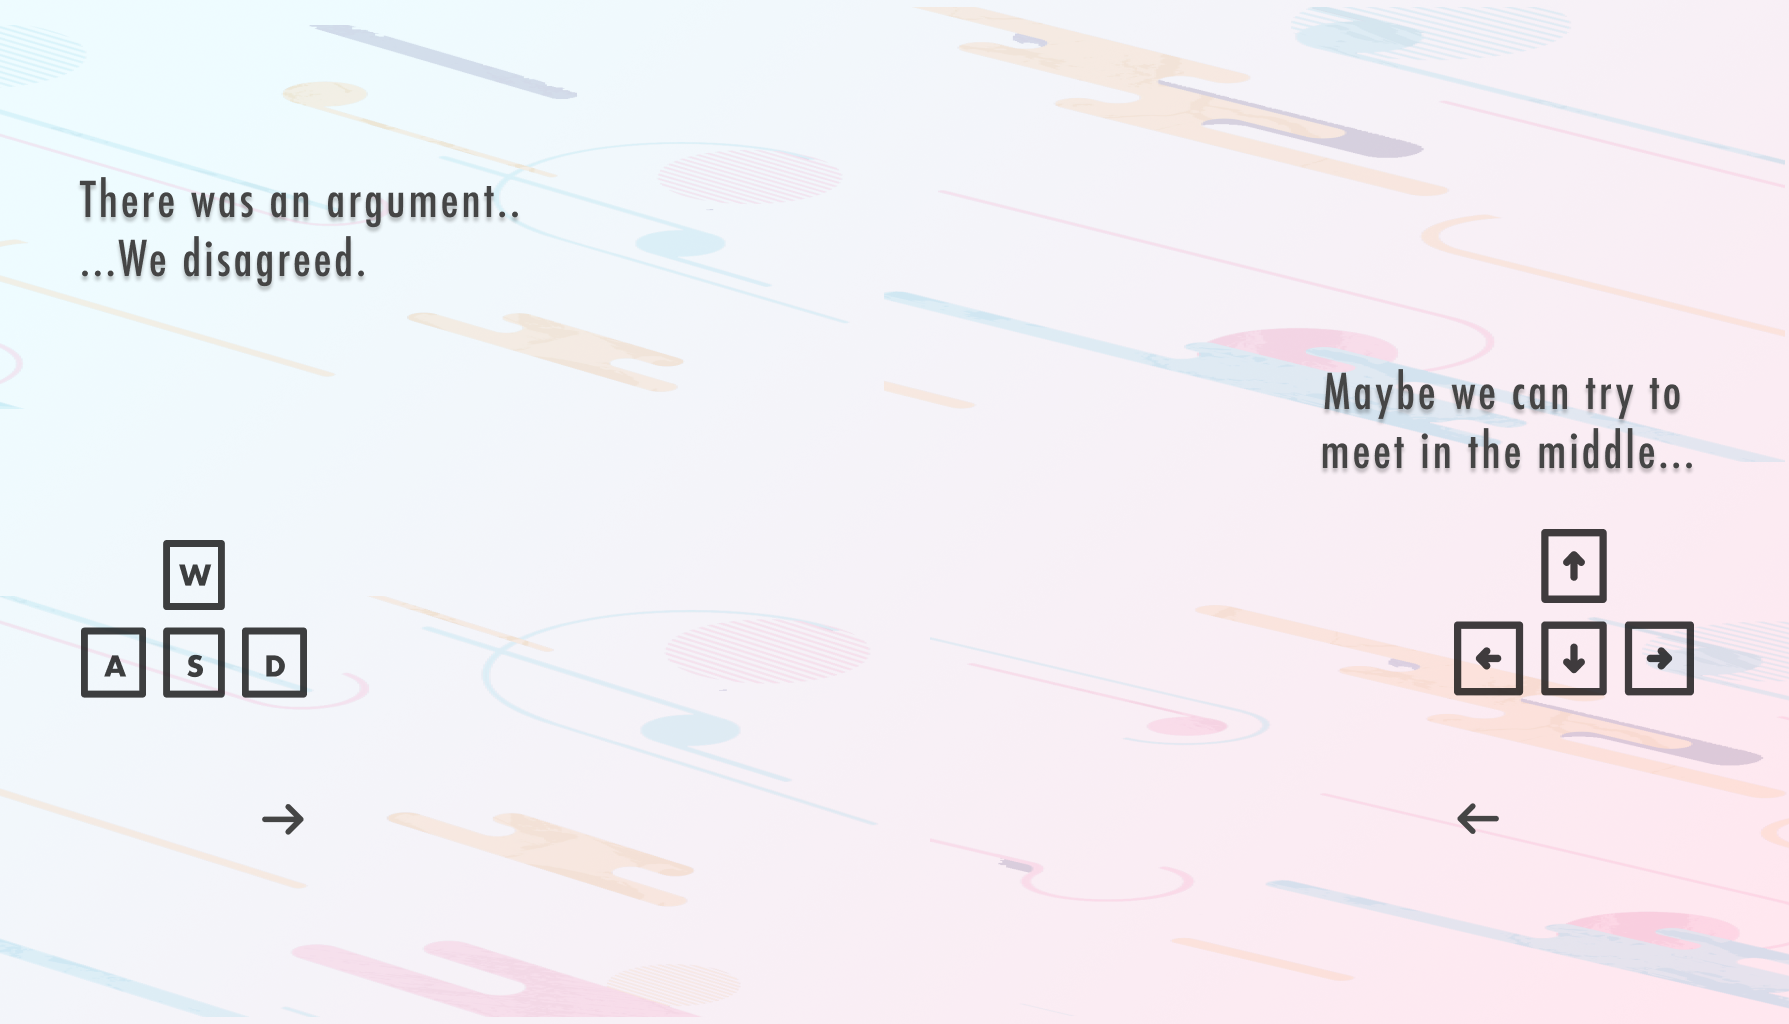 There was an argument..
...We disagreed.
Maybe we can try to
meet in the middle...
W
↑
A S D
← ↓ →
→
←